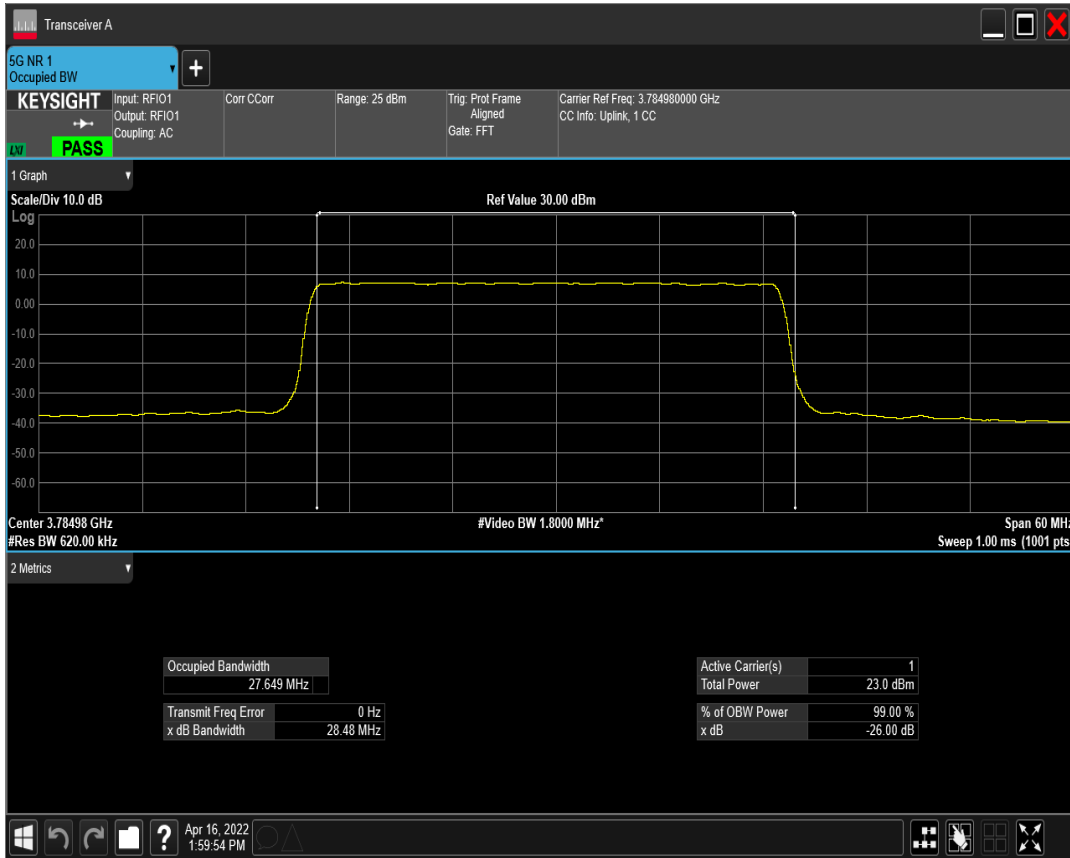 Transceiver A
5G NR 1
Occupied BW
KEYSIGHT
LXI
PASS
Input: RFIO1
Output: RFIO1
Coupling: AC
Corr CCorr
Range: 25 dBm
Trig: Prot Frame
Aligned
Gate: FFT
Carrier Ref Freq: 3.784980000 GHz
CC Info: Uplink, 1 CC
1 Graph
Scale/Div 10.0 dB
Ref Value 30.00 dBm
Log
20.0
10.0
0.00
-10.0
-20.0
-30.0
-40.0
-50.0
-60.0
Center 3.78498 GHz
#Video BW 1.8000 MHz*
Span 60 MHz
#Res BW 620.00 kHz
Sweep 1.00 ms (1001 pts
2 Metrics
Occupied Bandwidth
27.649 MHz
Transmit Freq Error 0 Hz
x dB Bandwidth 28.48 MHz
Active Carrier(s) 1
Total Power 23.0 dBm
% of OBW Power 99.00 %
x dB -26.00 dB
?
Apr 16, 2022
1:59:54 PM